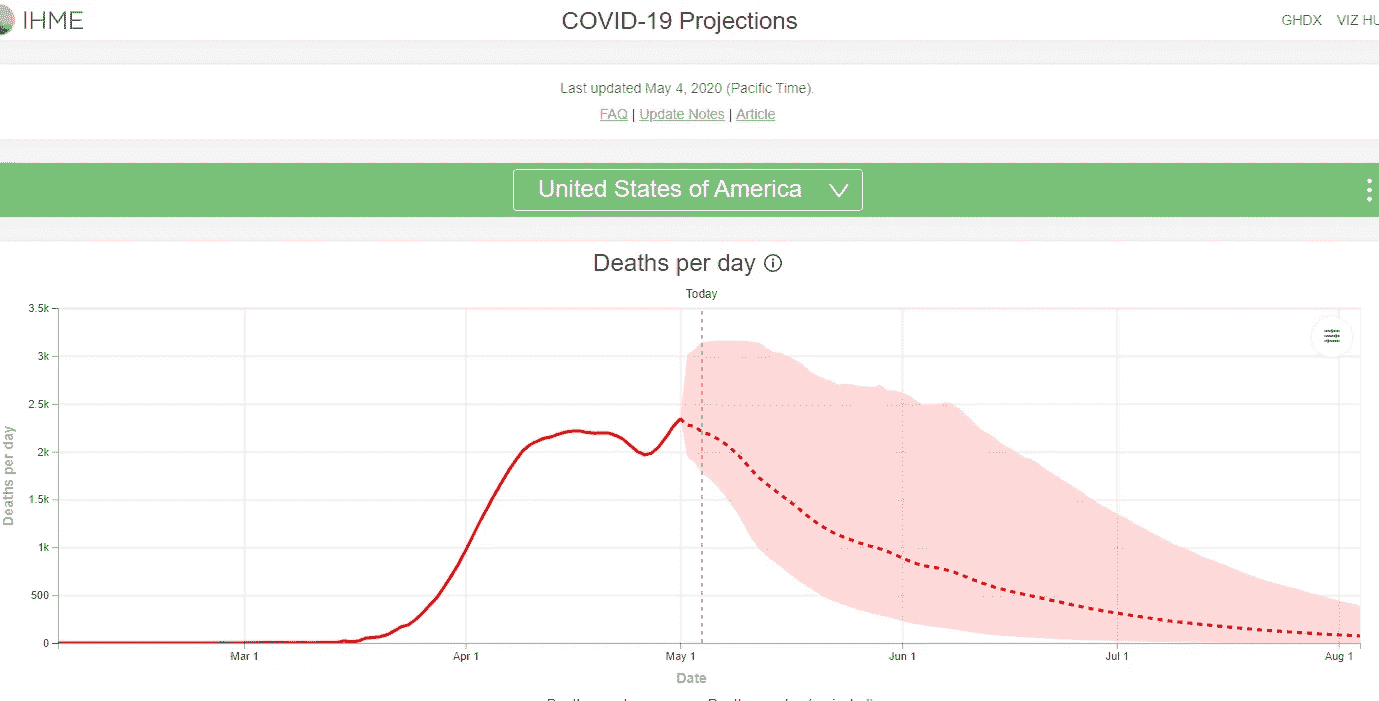 IHME
COVID-19 Projections
GHDX VIZ HU
Last updated May 4, 2020 (Pacific Time).
FAQ | Update Notes | Article
United States of America
Deaths per day
Today
3.5k
3k
2.5k
2k
1.5k
1k
500
0
Deaths per day
Mar 1
Apr 1
May 1
Jun 1
Jul 1
Aug 1
Date